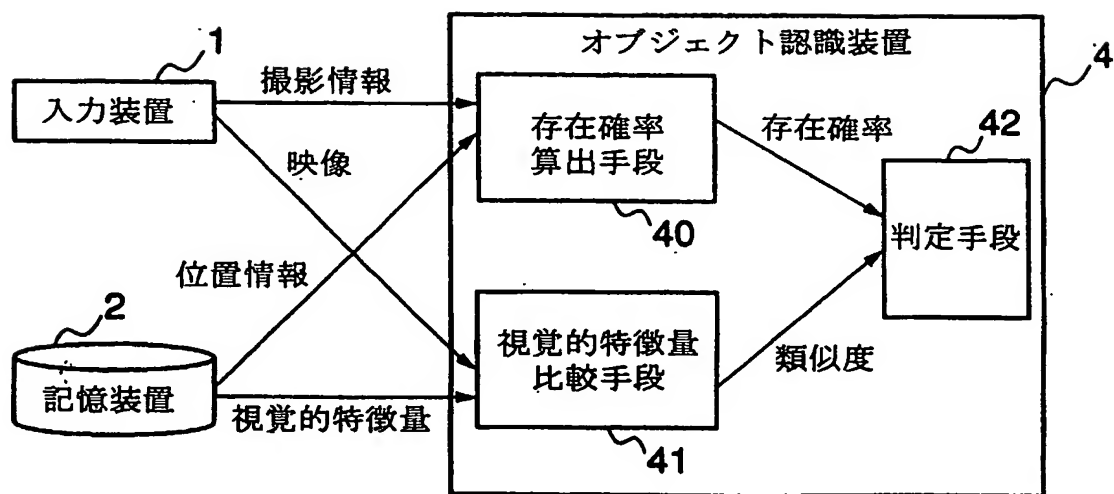 1
入力装置
撮影情報
映像
位置情報
2
記憶装置
視覚的特徴量
オブジェクト認識装置
4
存在確率
算出手段
40
存在確率
42
判定手段
視覚的特徴量
比較手段
41
類似度